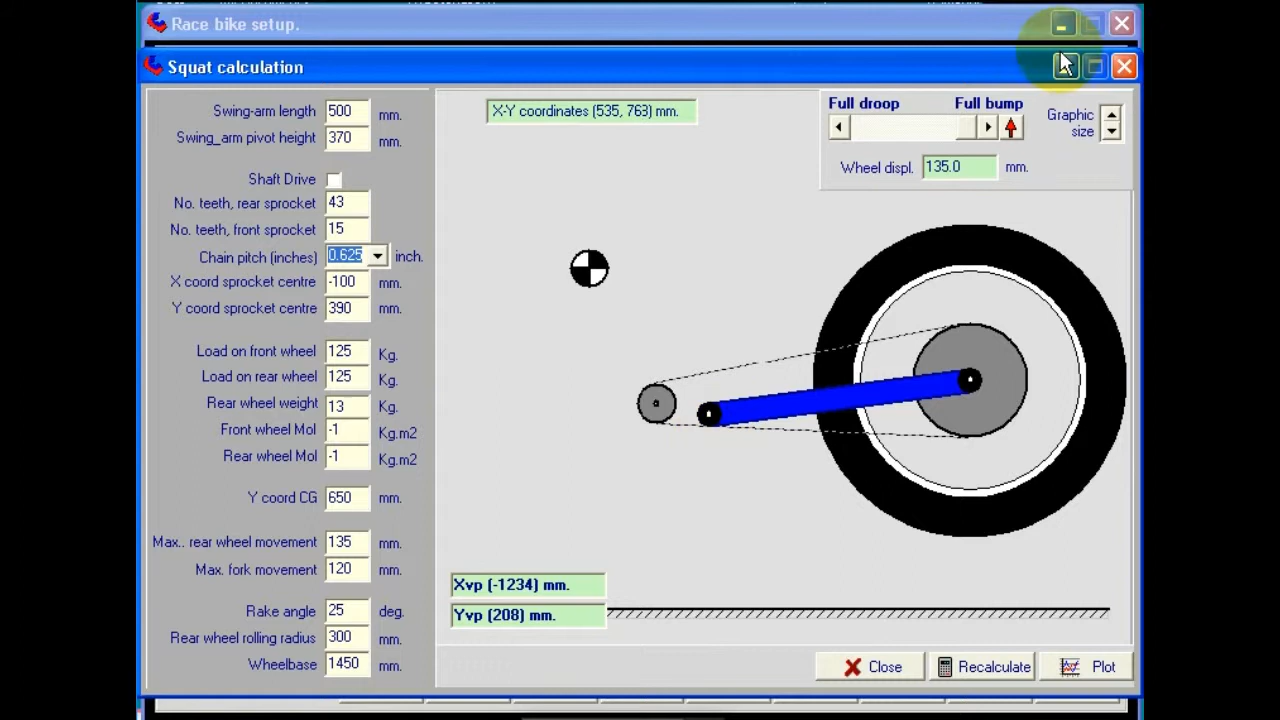 Race bike setup.
Squat calculation
Swing-arm length 500 mm.
Swing_arm pivot height 370 mm.
Shaft Drive
No. teeth, rear sprocket 43
No. teeth, front sprocket 15
Chain pitch (inches) 0.625 inch.
X coord sprocket centre -100 mm.
Y coord sprocket centre 390 mm.
Load on front wheel 125 Kg.
Load on rear wheel 125 Kg.
Rear wheel weight 13 Kg.
Front wheel MoI -1 Kg.m2
Rear wheel MoI -1 Kg.m2
Y coord CG 650 mm.
Max.. rear wheel movement 135 mm.
Max. fork movement 120 mm.
Rake angle 25 deg.
Rear wheel rolling radius 300 mm.
Wheelbase 1450 mm.
X-Y coordinates (535, 763) mm.
Full droop Full bump
Graphic size
Wheel displ. 135.0 mm.
Xvp (-1234) mm.
Yvp (208) mm.
Close Recalculate Plot